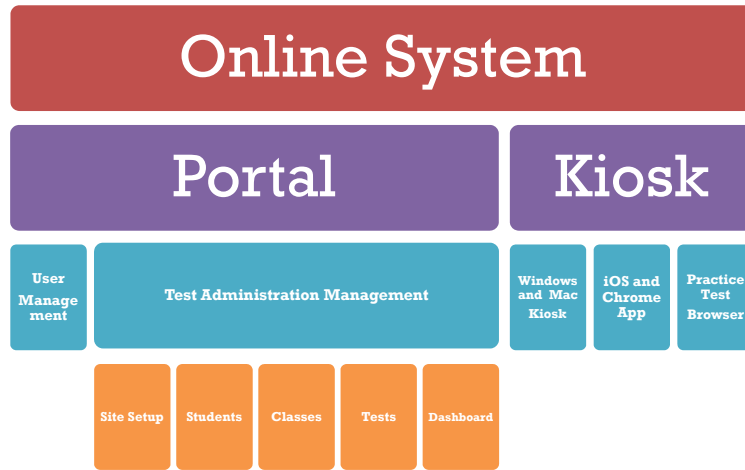 Online System
Portal
Kiosk
User
Manage
ment
Test Administration Management
Windows
and Mac
Kiosk
iOS and
Chrome
App
Practice
Test
Browser
Site Setup
Students
Classes
Tests
Dashboard